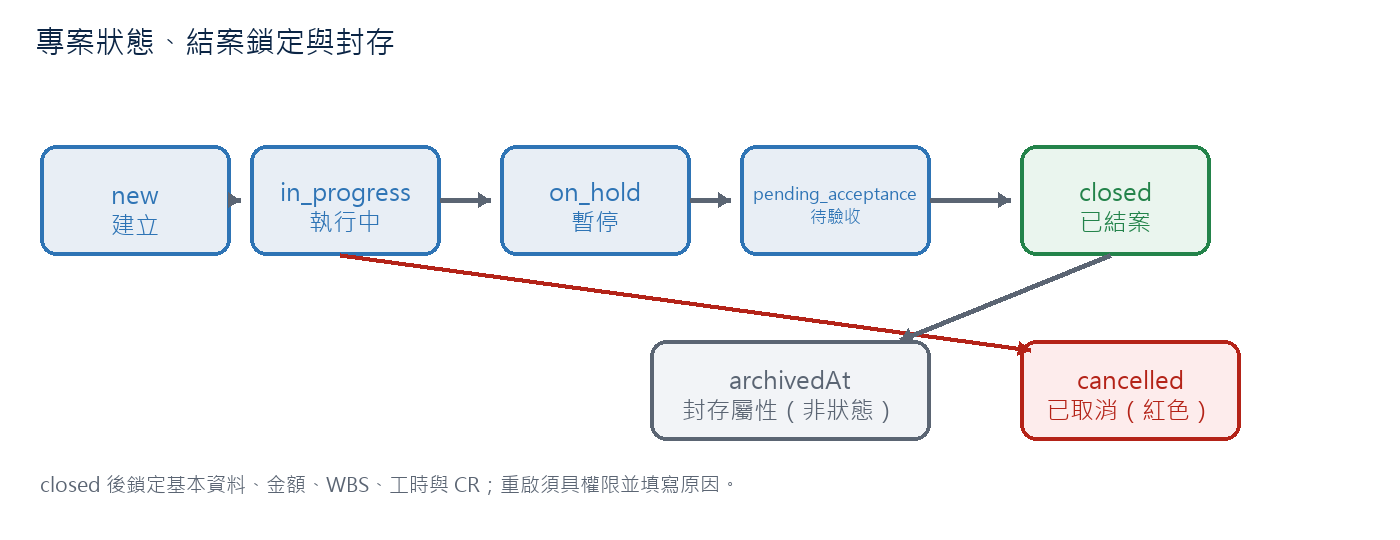 專案狀態、結案鎖定與封存
new
建立
in_progress
執行中
on_hold
暫停
pending_acceptance
待驗收
closed
已結案
archivedAt
封存屬性（非狀態）
cancelled
已取消（紅色）
closed 後鎖定基本資料、金額、WBS、工時與 CR；重啟須具權限並填寫原因。